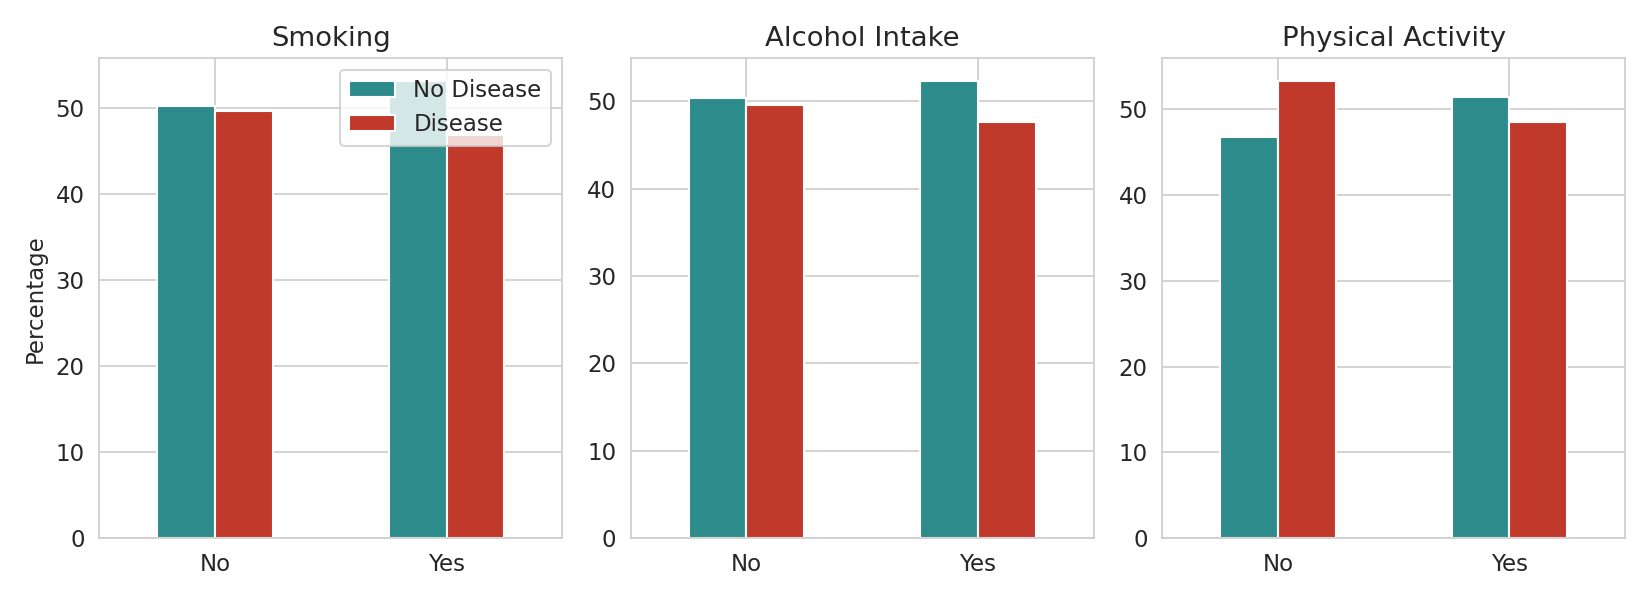 Smoking
Alcohol Intake
Physical Activity
No Disease
Disease
Percentage
50
40
30
20
10
0
No
Yes
50
40
30
20
10
0
No
Yes
50
40
30
20
10
0
No
Yes